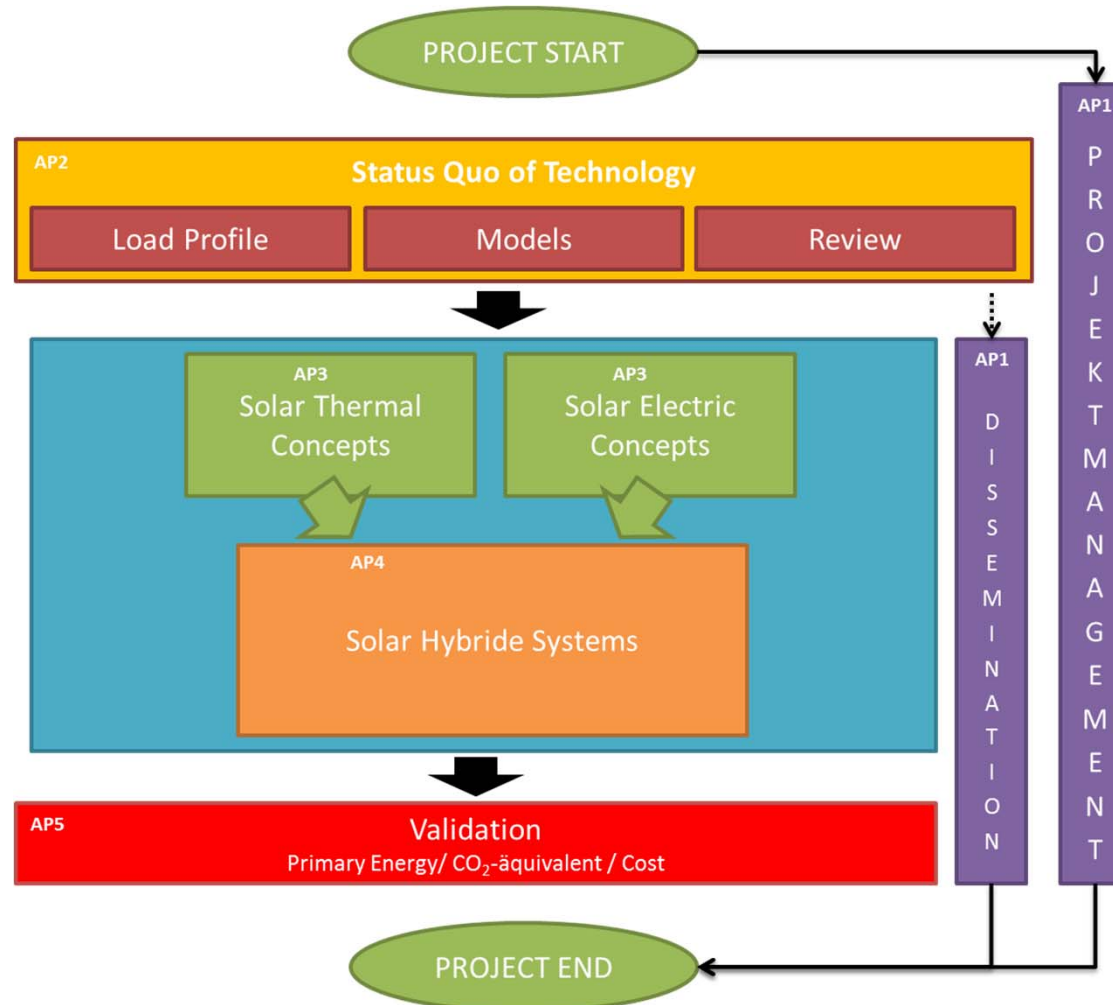 PROJECT START
AP1
PROJEKTMANAGEMENT
AP2
Status Quo of Technology
Load Profile
Models
Review
AP3
Solar Thermal
Concepts
AP3
Solar Electric
Concepts
AP1
DISSEMINATION
AP4
Solar Hybride Systems
AP5
Validation
Primary Energy/ CO₂-äquivalent / Cost
PROJECT END